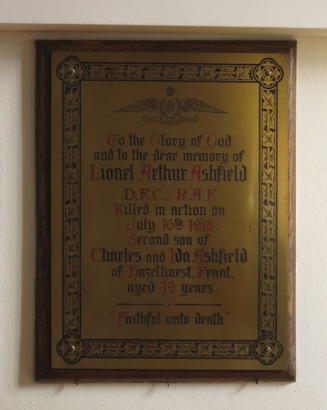 To the Glory of God
and to the dear memory of
Lionel Arthur Ashfield
D.F.C., R.A.F.
Killed in action on
July 16th 1918.
Second son of
Charles and Ida Ashfield
of Hazelhurst, Frant,
aged 19 years.
"Faithful unto death."